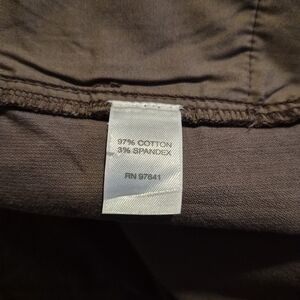 97% COTTON
3% SPANDEX
RN 97641